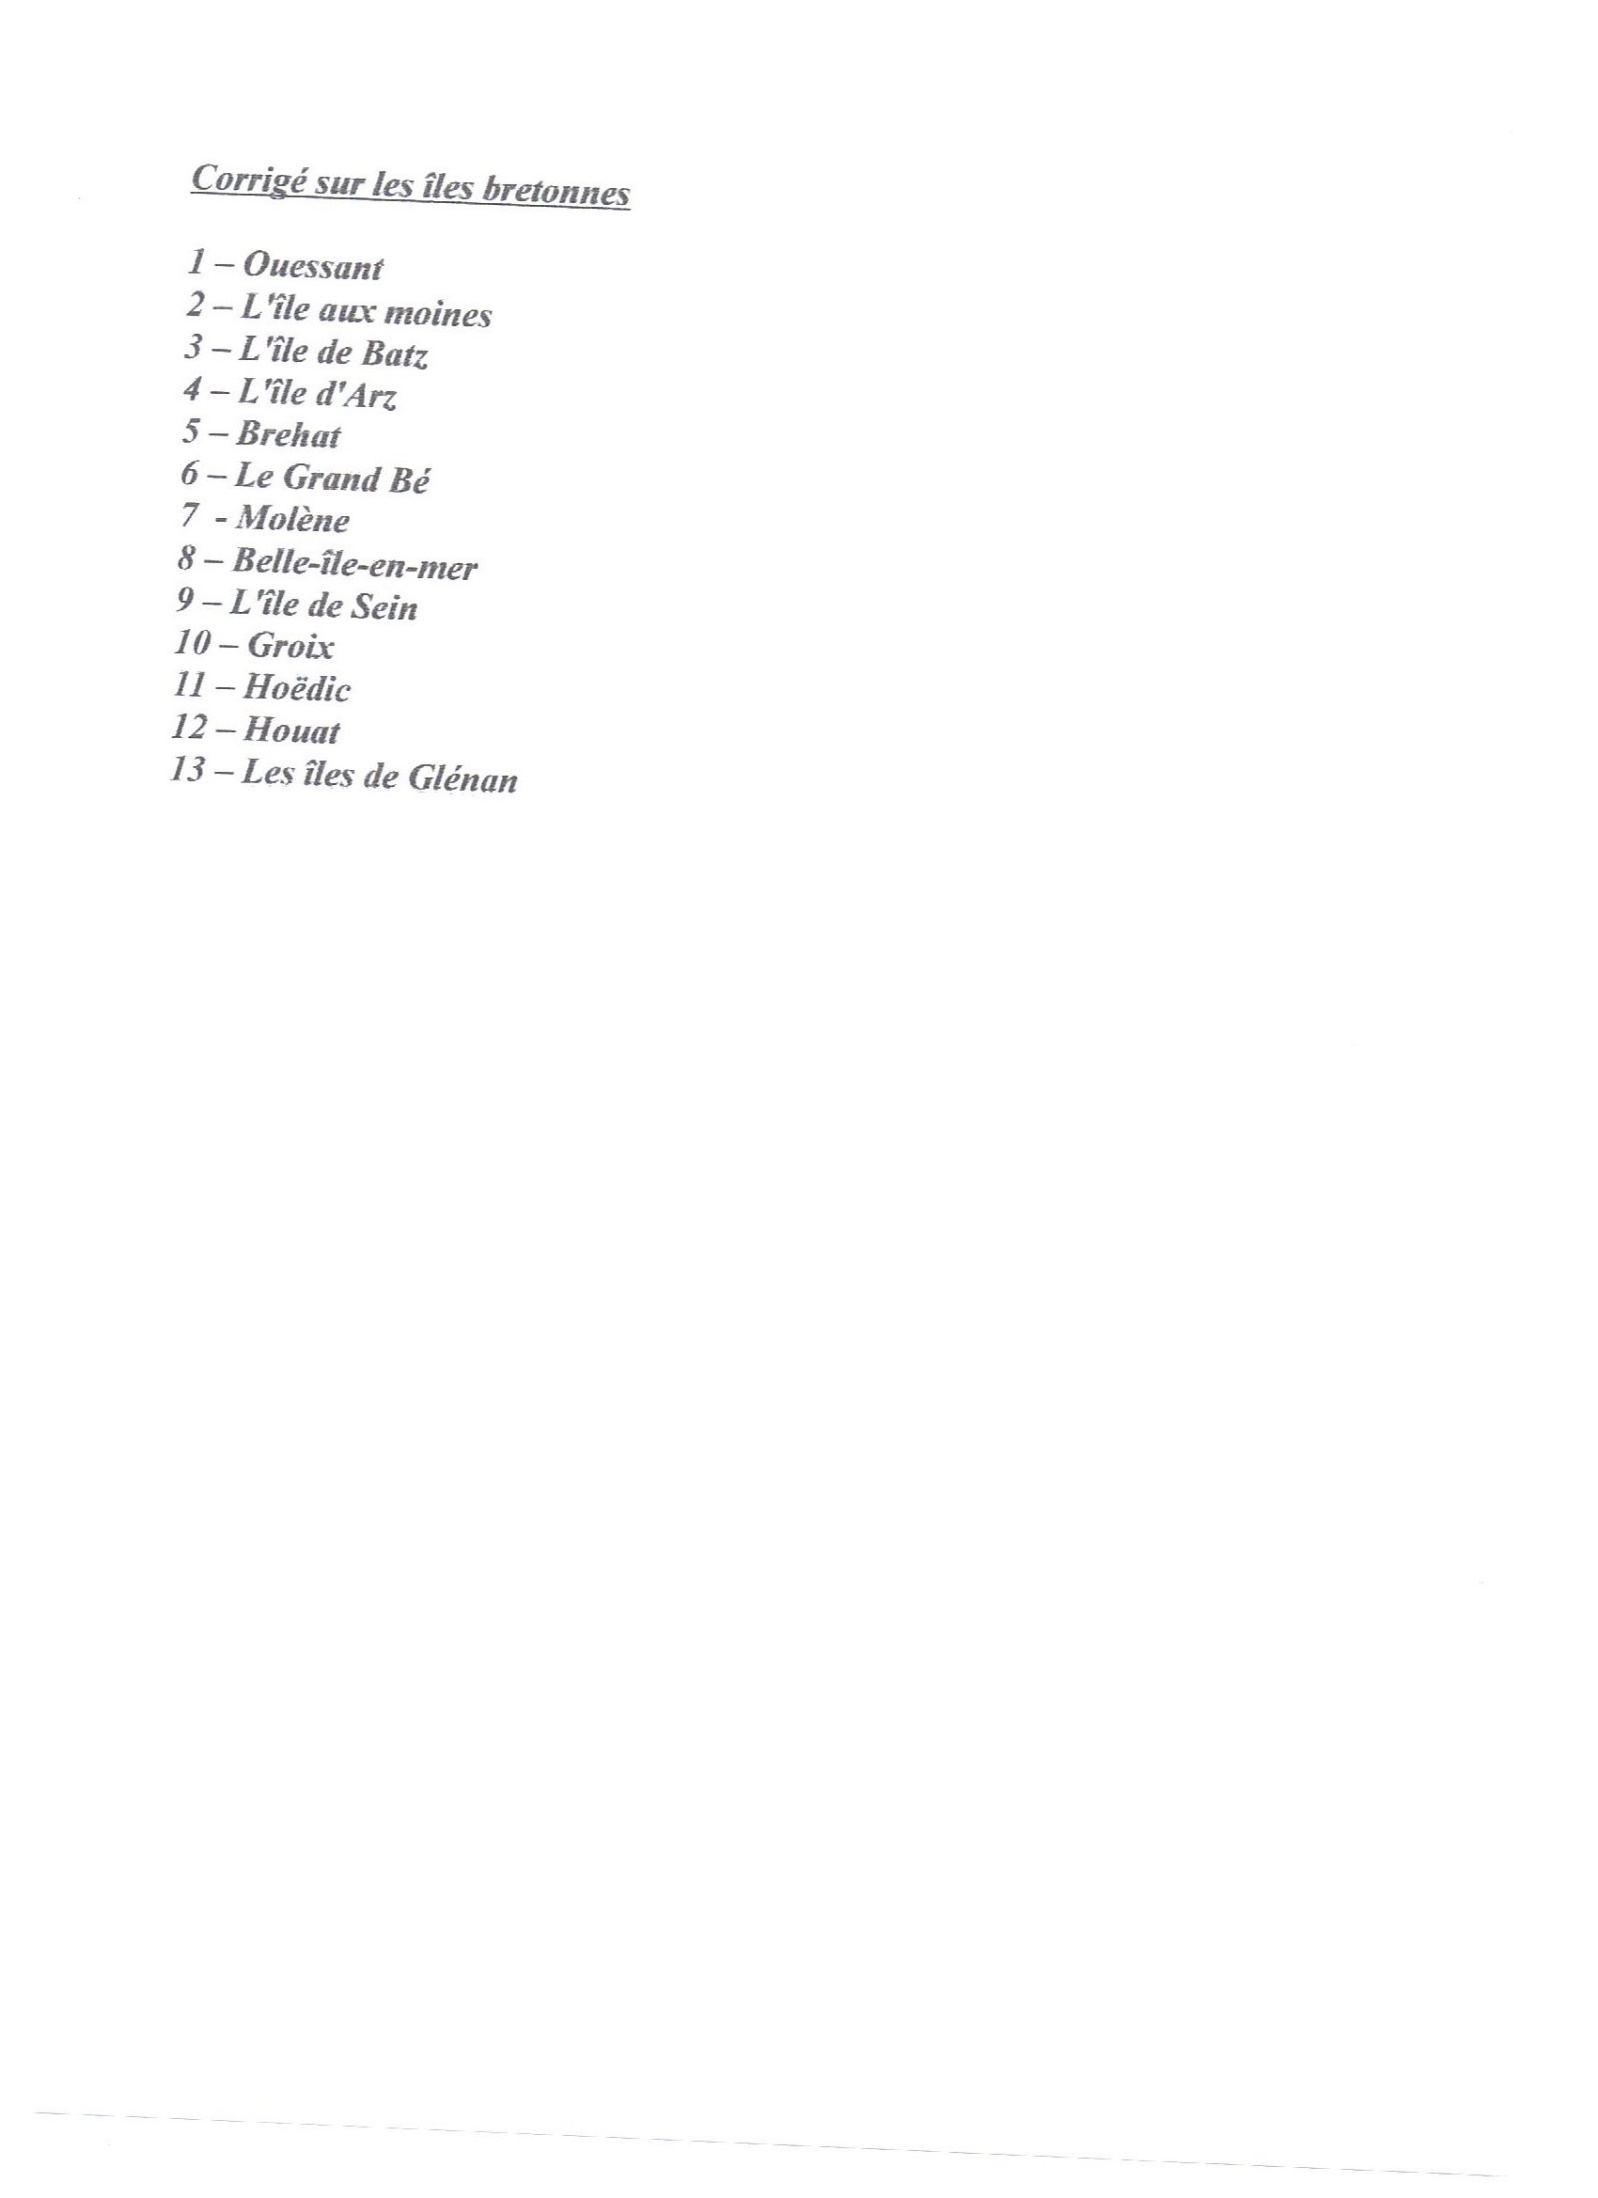 Corrigé sur les îles bretonnes
1 – Ouessant
2 – L'île aux moines
3 – L'île de Batz
4 – L'île d'Arz
5 – Brehat
6 – Le Grand Bé
7 - Molène
8 – Belle-île-en-mer
9 – L'île de Sein
10 – Groix
11 – Hoëdic
12 – Houat
13 – Les îles de Glénan